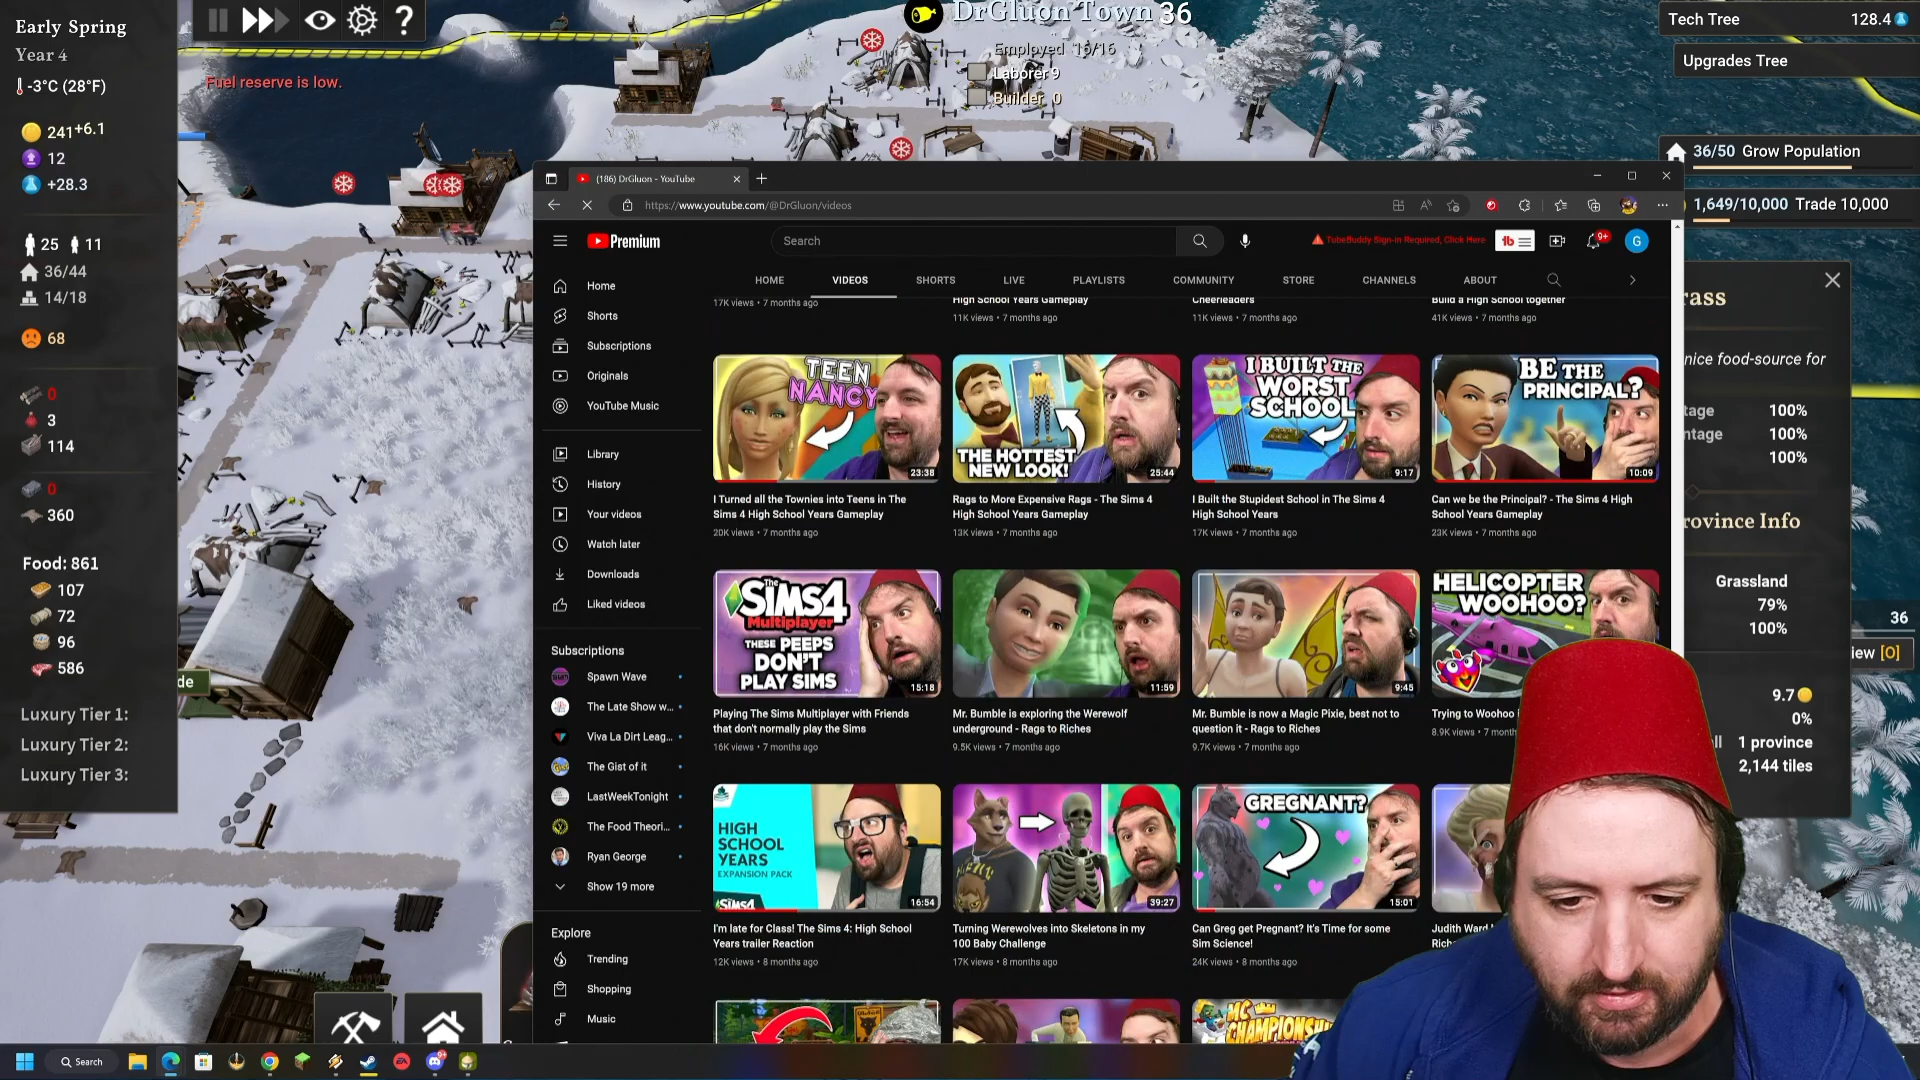 Early Spring
Year 4
-3°C (28°F)
241+6.1
12
+28.3
25 11
36/44
14/18
68
0
3
114
0
360
Food: 861
107
72
96
586
Luxury Tier 1:
Luxury Tier 2:
Luxury Tier 3:
Fuel reserve is low.
DrGluon Town 36
Employed 16/16
Laborer 9
Builder 0
Tech Tree 128.4
Upgrades Tree
36/50 Grow Population
1,649/10,000 Trade 10,000
(186) DrGluon - YouTube
https://www.youtube.com/@DrGluon/videos
Premium
Search
TubeBuddy Sign-in Required, Click Here
tb
9+
G
HOME VIDEOS SHORTS LIVE PLAYLISTS COMMUNITY STORE CHANNELS ABOUT
Home
Shorts
Subscriptions
Originals
YouTube Music
Library
History
Your videos
Watch later
Downloads
Liked videos
Subscriptions
Spawn Wave
The Late Show w...
Viva La Dirt Leag...
The Gist of it
LastWeekTonight
The Food Theori...
Ryan George
Show 19 more
Explore
Trending
Shopping
Music
High School Years Gameplay
Cheerleaders
Build a High School together
17K views • 7 months ago
11K views • 7 months ago
11K views • 7 months ago
41K views • 7 months ago
TEEN
NANCY
23:38
THE HOTTEST
NEW LOOK!
25:44
I BUILT THE
WORST
SCHOOL
9:17
BE THE
PRINCIPAL?
10:09
I Turned all the Townies into Teens in The
Sims 4 High School Years Gameplay
20K views • 7 months ago
Rags to More Expensive Rags - The Sims 4
High School Years Gameplay
13K views • 7 months ago
I Built the Stupidest School in The Sims 4
High School Years
17K views • 7 months ago
Can we be the Principal? - The Sims 4 High
School Years Gameplay
23K views • 7 months ago
The
SIMS4
Multiplayer
THESE PEEPS
DON'T
PLAY SIMS
15:18
11:59
9:45
HELICOPTER
WOOHOO?
Playing The Sims Multiplayer with Friends
that don't normally play the Sims
16K views • 7 months ago
Mr. Bumble is exploring the Werewolf
underground - Rags to Riches
9.5K views • 7 months ago
Mr. Bumble is now a Magic Pixie, best not to
question it - Rags to Riches
9.7K views • 7 months ago
Trying to Woohoo
8.9K views • 7 month
HIGH
SCHOOL
YEARS
EXPANSION PACK
SIMS4
16:54
39:27
GREGNANT?
15:01
I'm late for Class! The Sims 4: High School
Years trailer Reaction
12K views • 8 months ago
Turning Werewolves into Skeletons in my
100 Baby Challenge
17K views • 8 months ago
Can Greg get Pregnant? It's Time for some
Sim Science!
24K views • 8 months ago
Judith Ward
Riche
MC
CHAMPIONSH
rass
nice food-source for
tage 100%
ntage 100%
100%
rovince Info
Grassland
79%
100%
36
iew [O]
9.7
0%
ll 1 province
2,144 tiles
de
Search